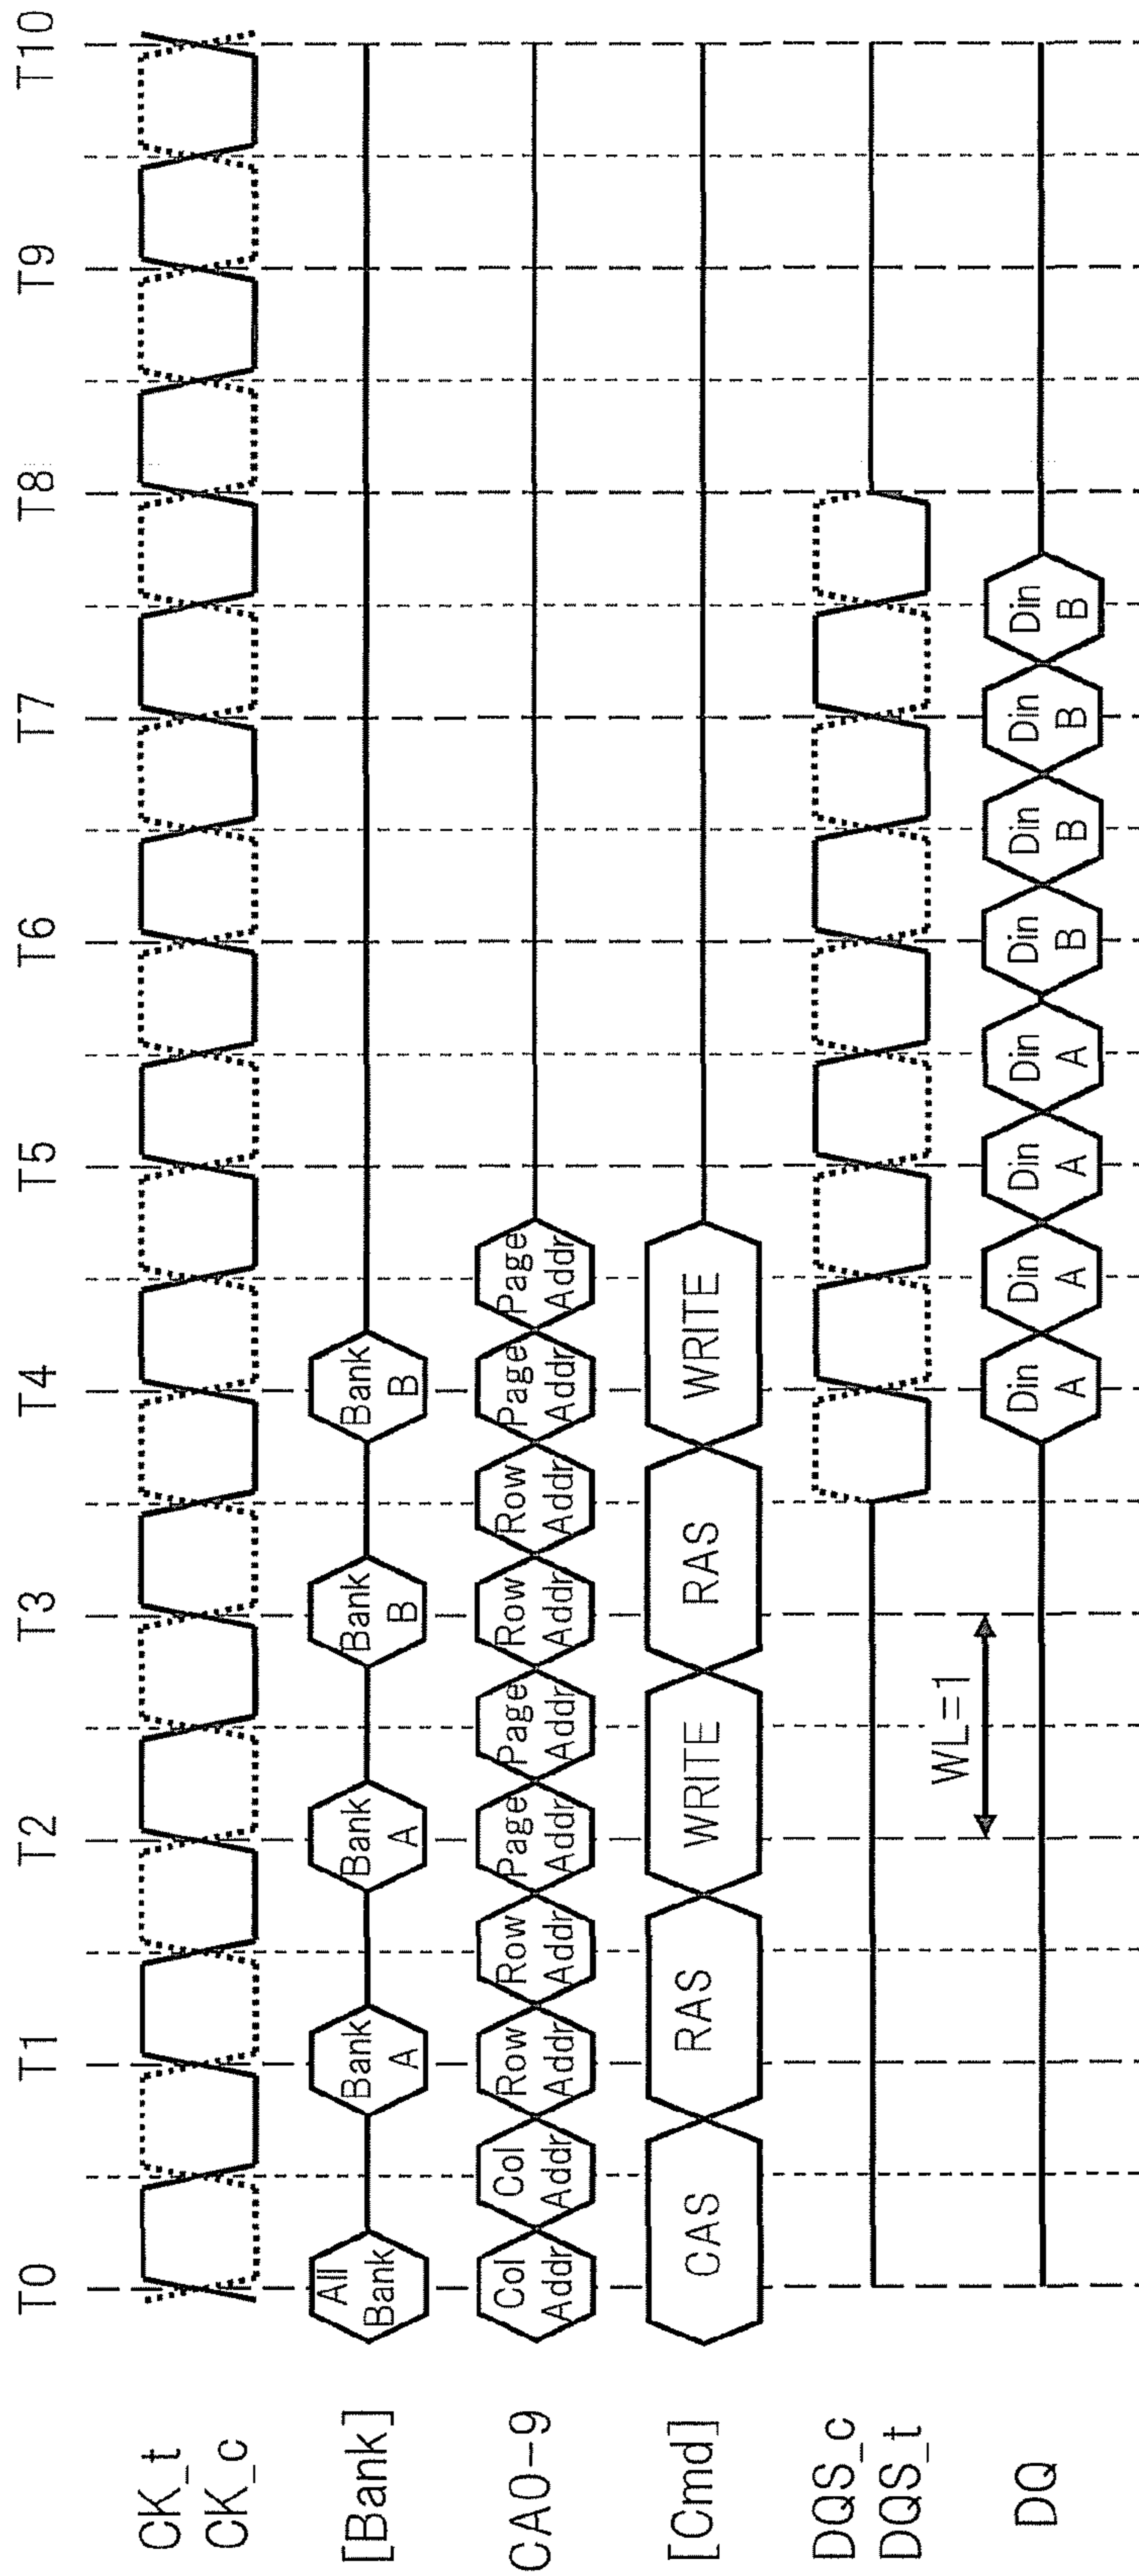 T0 T1 T2 T3 T4 T5 T6 T7 T8 T9 T10
CK_t
CK_c
[Bank]
All Bank
Bank A
Bank A
Bank B
Bank B
CA0-9
Col Addr
Col Addr
Row Addr
Row Addr
Page Addr
Page Addr
Row Addr
Row Addr
Page Addr
Page Addr
[Cmd]
CAS
RAS
WRITE
RAS
WRITE
DQS_c
DQS_t
WL=1
DQ
Din A
Din A
Din A
Din A
Din B
Din B
Din B
Din B